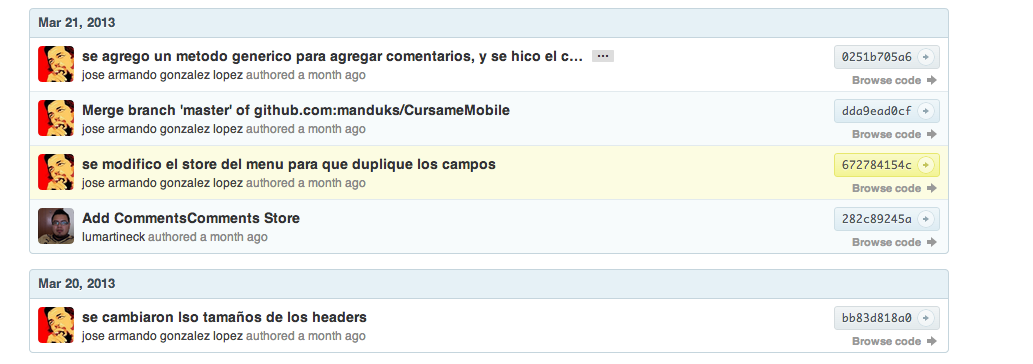 Mar 21, 2013
se agrego un metodo generico para agregar comentarios, y se hico el c… ...
0251b705a6
jose armando gonzalez lopez authored a month ago
Browse code
Merge branch 'master' of github.com:manduks/CursameMobile
dda9ead0cf
jose armando gonzalez lopez authored a month ago
Browse code
se modifico el store del menu para que duplique los campos
672784154c
jose armando gonzalez lopez authored a month ago
Browse code
Add CommentsComments Store
282c89245a
lumartineck authored a month ago
Browse code
Mar 20, 2013
se cambiaron lso tamaños de los headers
bb83d818a0
jose armando gonzalez lopez authored a month ago
Browse code